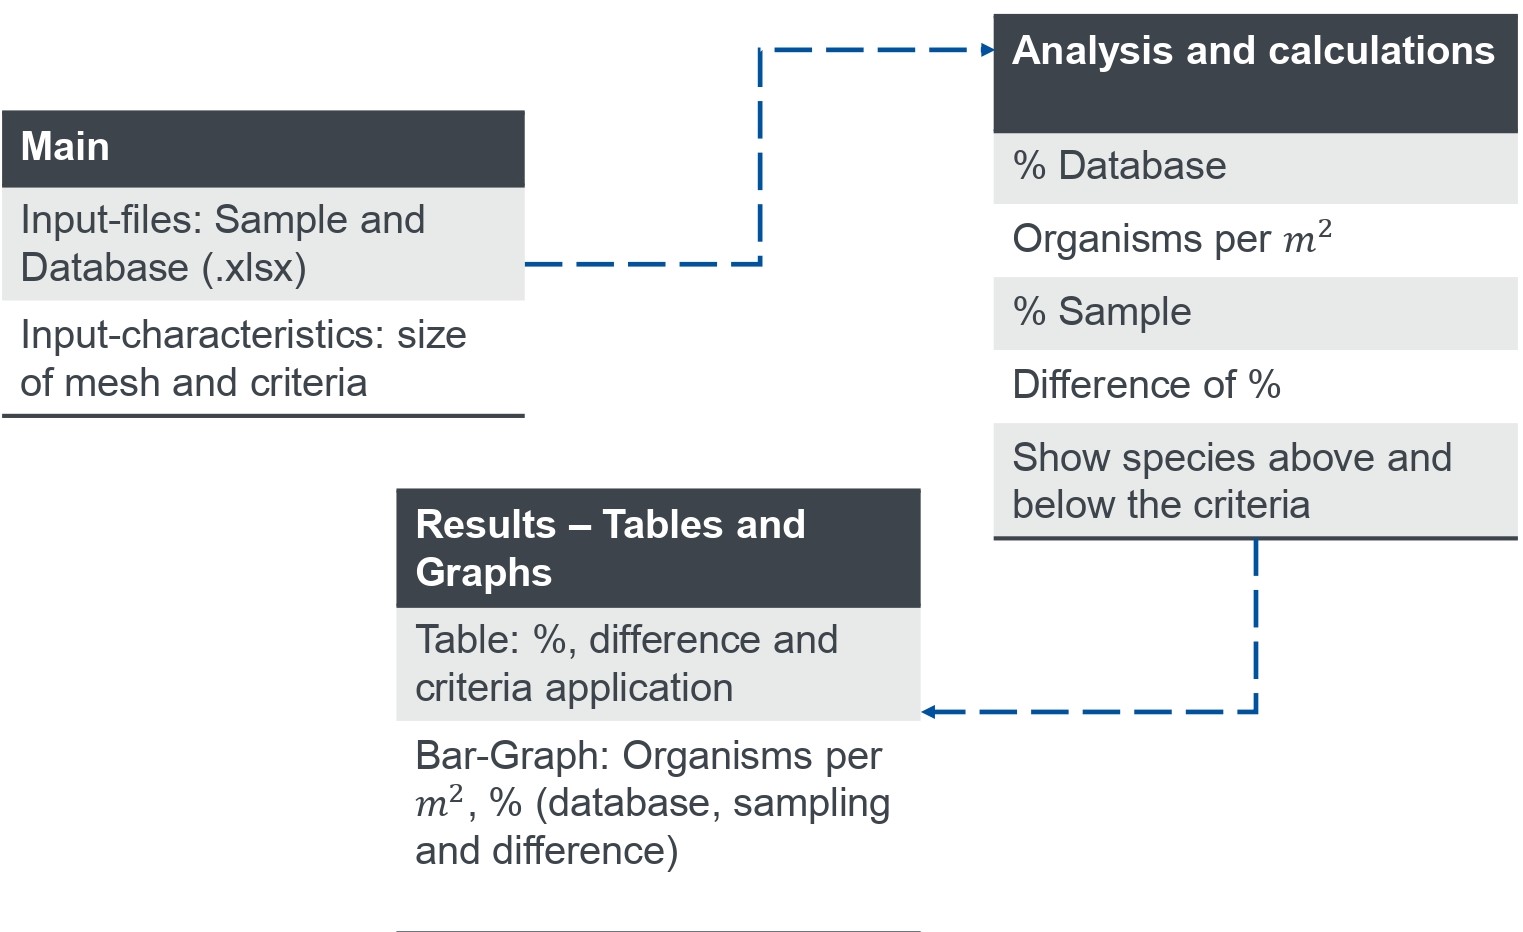 Main
Input-files: Sample and
Database (.xlsx)
Input-characteristics: size
of mesh and criteria
Analysis and calculations
% Database
Organisms per m²
% Sample
Difference of %
Show species above and
below the criteria
Results – Tables and
Graphs
Table: %, difference and
criteria application
Bar-Graph: Organisms per
m², % (database, sampling
and difference)